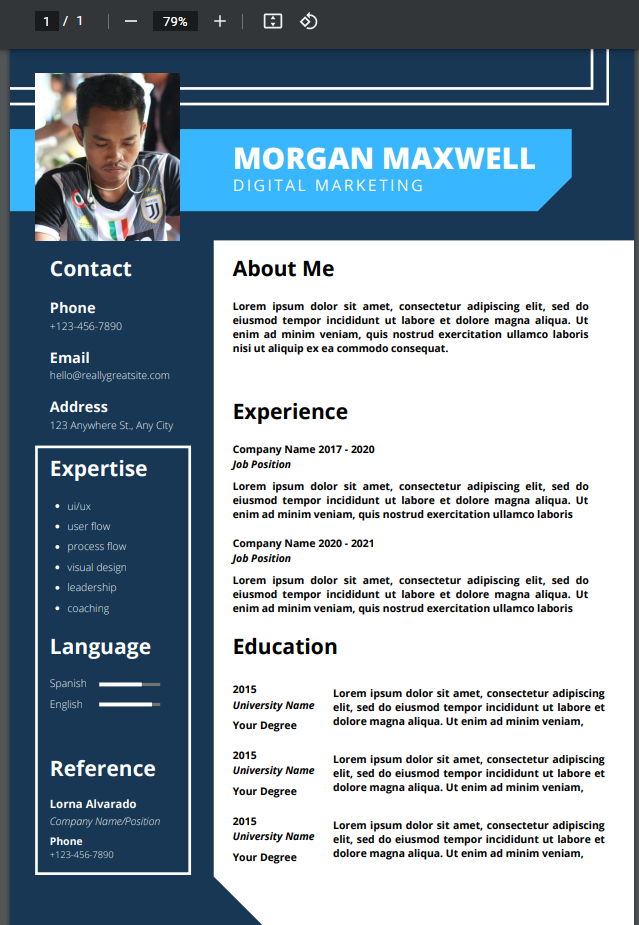 1 / 1
79%
MORGAN MAXWELL
DIGITAL MARKETING
Contact
Phone
+123-456-7890
Email
hello@reallygreatsite.com
Address
123 Anywhere St., Any City
Expertise
ui/ux
user flow
process flow
visual design
leadership
coaching
Language
Spanish
English
Reference
Lorna Alvarado
Company Name/Position
Phone
+123-456-7890
About Me
Lorem ipsum dolor sit amet, consectetur adipiscing elit, sed do
eiusmod tempor incididunt ut labore et dolore magna aliqua. Ut
enim ad minim veniam, quis nostrud exercitation ullamco laboris
nisi ut aliquip ex ea commodo consequat.
Experience
Company Name 2017 - 2020
Job Position
Lorem ipsum dolor sit amet, consectetur adipiscing elit, sed do
eiusmod tempor incididunt ut labore et dolore magna aliqua. Ut
enim ad minim veniam, quis nostrud exercitation ullamco laboris
Company Name 2020 - 2021
Job Position
Lorem ipsum dolor sit amet, consectetur adipiscing elit, sed do
eiusmod tempor incididunt ut labore et dolore magna aliqua. Ut
enim ad minim veniam, quis nostrud exercitation ullamco laboris
Education
2015
University Name
Your Degree
Lorem ipsum dolor sit amet, consectetur adipiscing
elit, sed do eiusmod tempor incididunt ut labore et
dolore magna aliqua. Ut enim ad minim veniam,
2015
University Name
Your Degree
Lorem ipsum dolor sit amet, consectetur adipiscing
elit, sed do eiusmod tempor incididunt ut labore et
dolore magna aliqua. Ut enim ad minim veniam,
2015
University Name
Your Degree
Lorem ipsum dolor sit amet, consectetur adipiscing
elit, sed do eiusmod tempor incididunt ut labore et
dolore magna aliqua. Ut enim ad minim veniam,